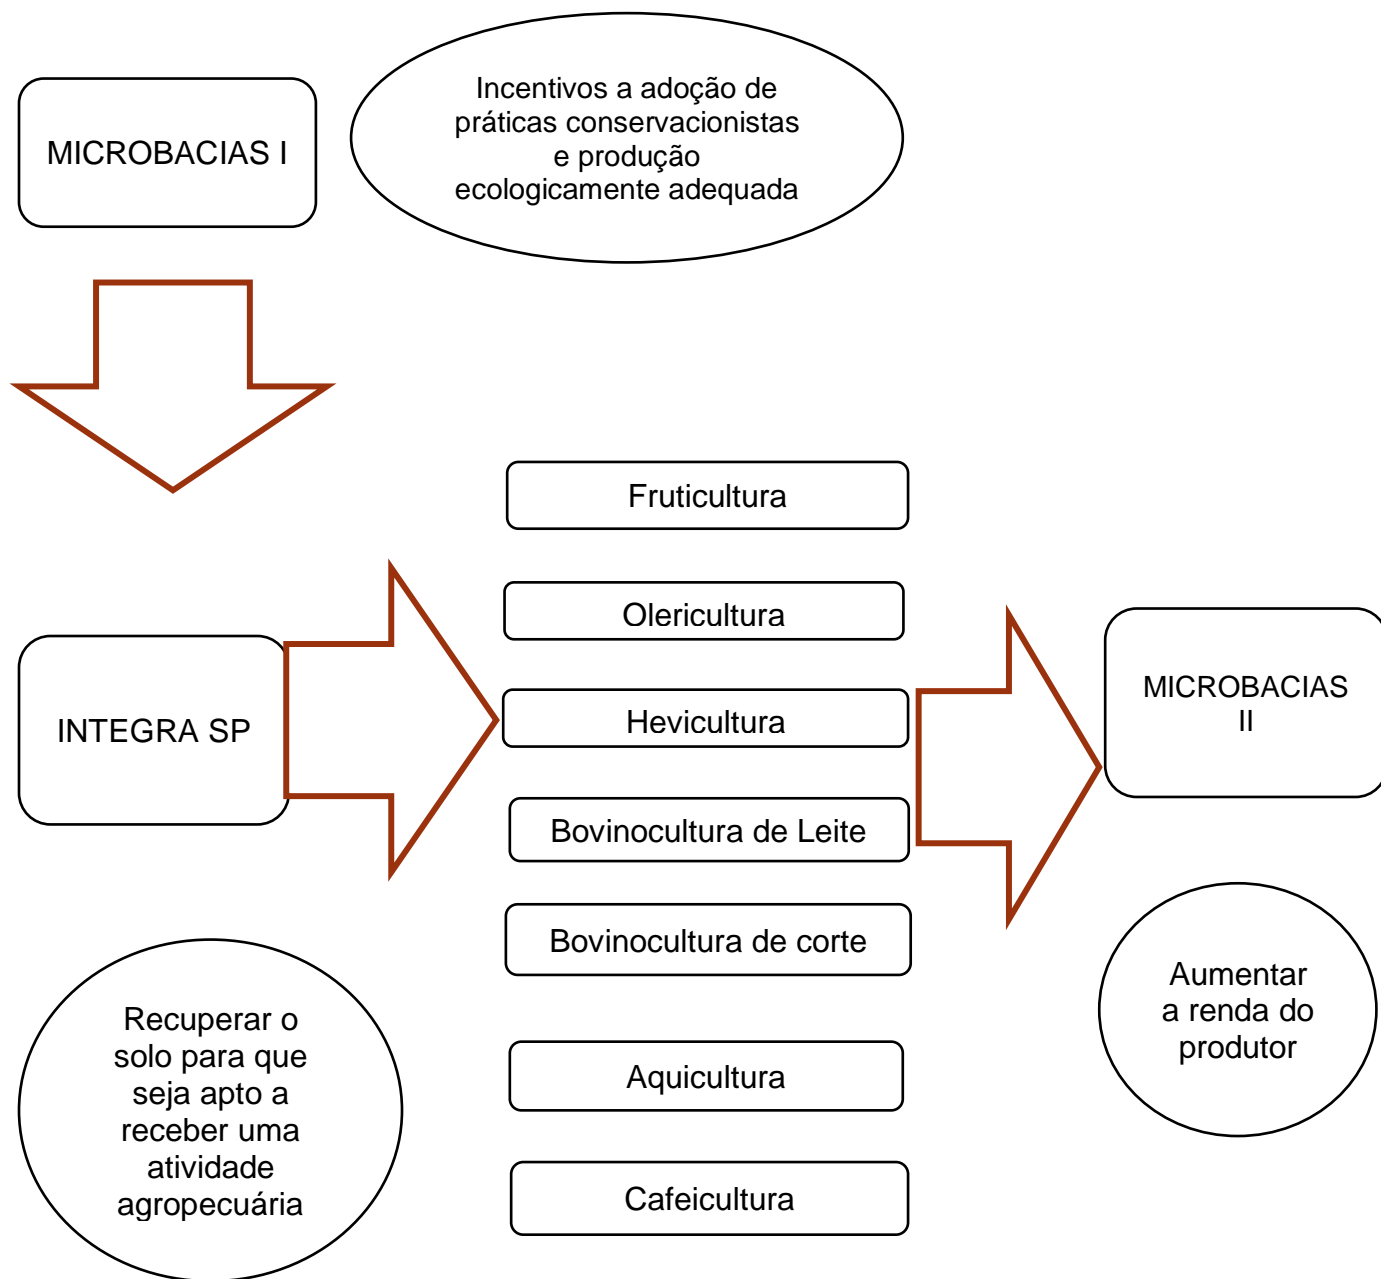 MICROBACIAS I
Incentivos a adoção de
práticas conservacionistas
e produção
ecologicamente adequada
Fruticultura
Olericultura
Hevicultura
Bovinocultura de Leite
Bovinocultura de corte
Aquicultura
Cafeicultura
INTEGRA SP
Recuperar o
solo para que
seja apto a
receber uma
atividade
agropecuária
MICROBACIAS
II
Aumentar
a renda do
produtor